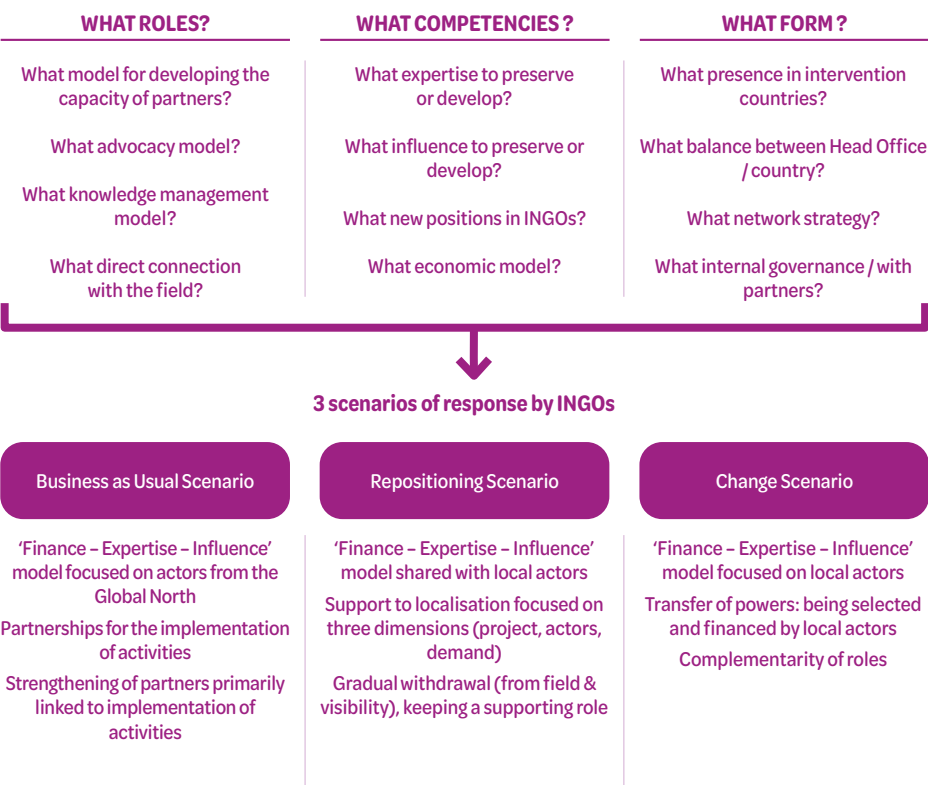 WHAT ROLES?
What model for developing the
capacity of partners?
What advocacy model?
What knowledge management
model?
What direct connection
with the field?
WHAT COMPETENCIES ?
What expertise to preserve
or develop?
What influence to preserve or
develop?
What new positions in INGOs?
What economic model?
WHAT FORM ?
What presence in intervention
countries?
What balance between Head Office
/ country?
What network strategy?
What internal governance / with
partners?
3 scenarios of response by INGOs
Business as Usual Scenario
‘Finance – Expertise – Influence’
model focused on actors from the
Global North
Partnerships for the implementation
of activities
Strengthening of partners primarily
linked to implementation of
activities
Repositioning Scenario
‘Finance – Expertise – Influence’
model shared with local actors
Support to localisation focused on
three dimensions (project, actors,
demand)
Gradual withdrawal (from field &
visibility), keeping a supporting role
Change Scenario
‘Finance – Expertise – Influence’
model focused on local actors
Transfer of powers: being selected
and financed by local actors
Complementarity of roles